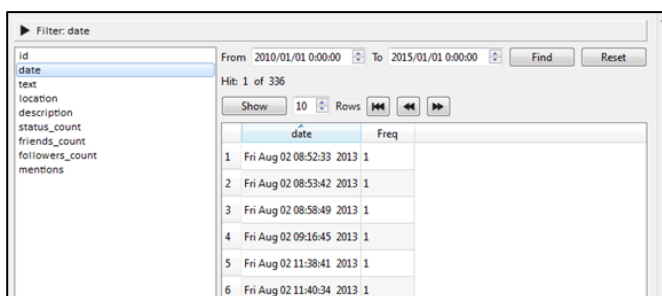 Filter: date
id
date
text
location
description
status_count
friends_count
followers_count
mentions
From 2010/01/01 0:00:00 To 2015/01/01 0:00:00 Find Reset
Hit: 1 of 336
Show 10 Rows
date Freq
1 Fri Aug 02 08:52:33 2013 1
2 Fri Aug 02 08:53:42 2013 1
3 Fri Aug 02 08:58:49 2013 1
4 Fri Aug 02 09:16:45 2013 1
5 Fri Aug 02 11:38:41 2013 1
6 Fri Aug 02 11:40:34 2013 1